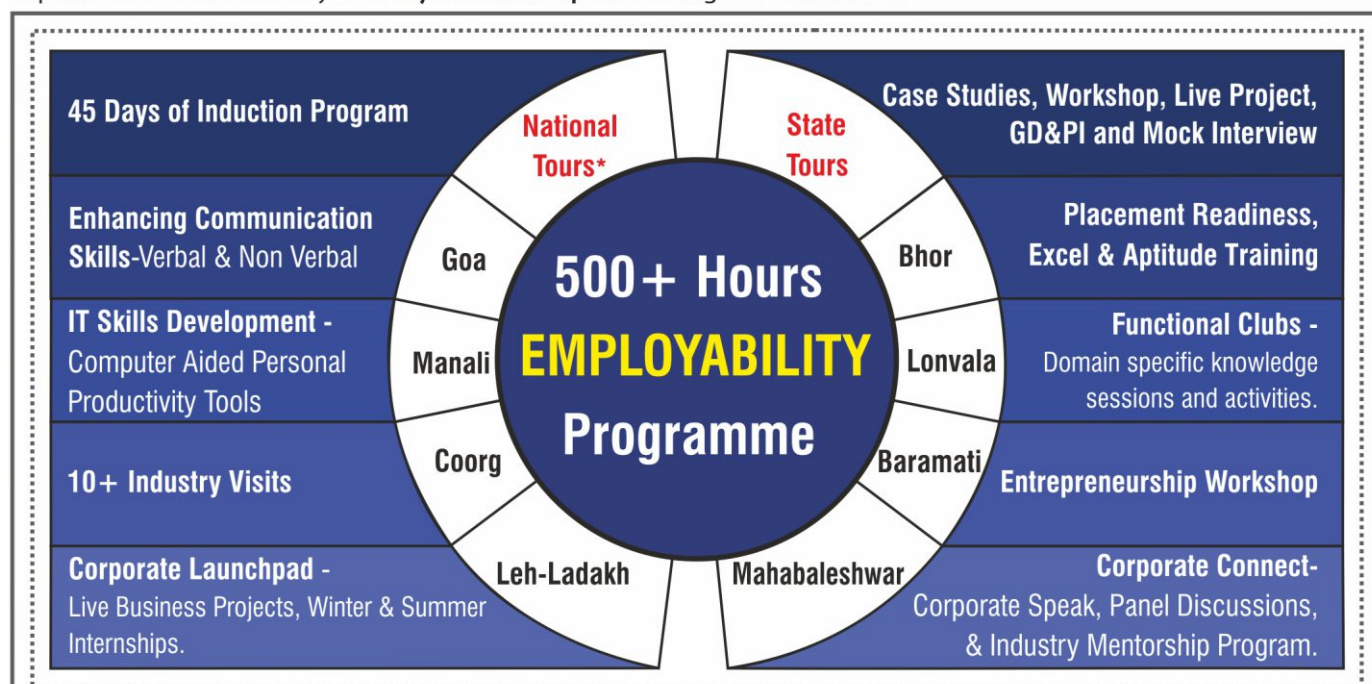 45 Days of Induction Program
Enhancing Communication
Skills-Verbal & Non Verbal
IT Skills Development -
Computer Aided Personal
Productivity Tools
10+ Industry Visits
Corporate Launchpad -
Live Business Projects, Winter & Summer
Internships.
National
Tours*
Goa
Manali
Coorg
Leh-Ladakh
500+ Hours
EMPLOYABILITY
Programme
State
Tours
Bhor
Lonvala
Baramati
Mahabaleshwar
Case Studies, Workshop, Live Project,
GD&PI and Mock Interview
Placement Readiness,
Excel & Aptitude Training
Functional Clubs -
Domain specific knowledge
sessions and activities.
Entrepreneurship Workshop
Corporate Connect-
Corporate Speak, Panel Discussions,
& Industry Mentorship Program.